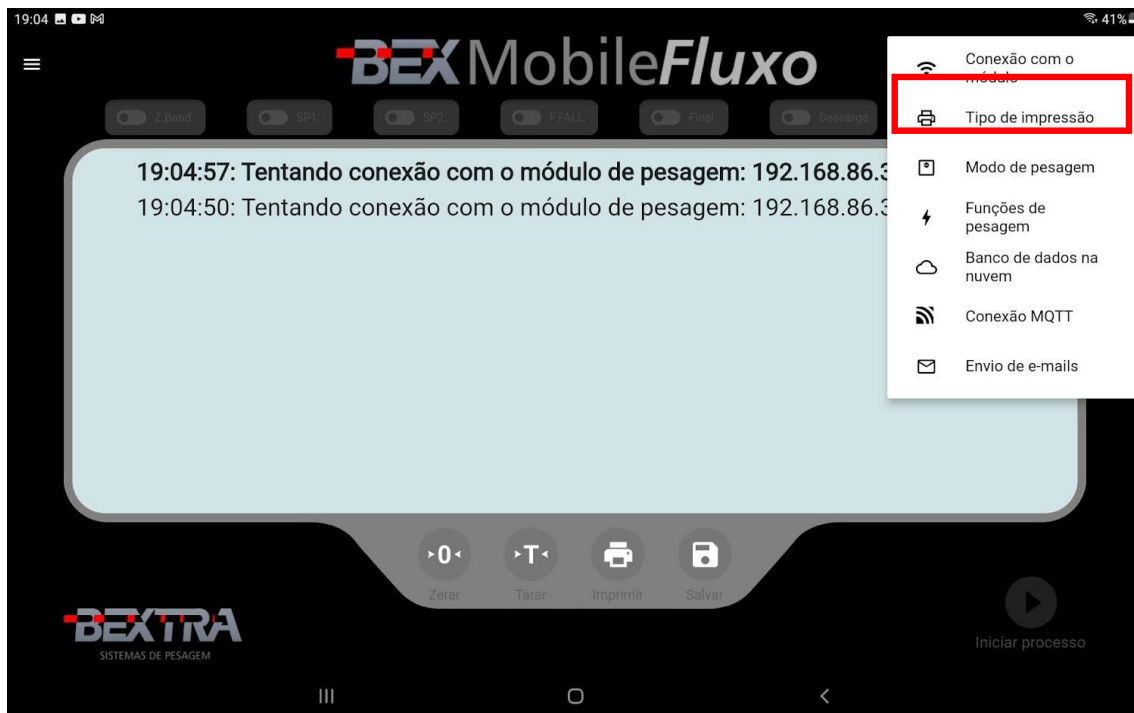 19:04
41%
BEX MobileFluxo
Z.Band.
SP1:
SP2:
F.FALL:
Final:
Descarga
19:04:57: Tentando conexão com o módulo de pesagem: 192.168.86.3
19:04:50: Tentando conexão com o módulo de pesagem: 192.168.86.3
Conexão com o
módulo
Tipo de impressão
Modo de pesagem
Funções de
pesagem
Banco de dados na
nuvem
Conexão MQTT
Envio de e-mails
>0<
>T<
Zerar
Tarar
Imprimir
Salvar
BEXTRA
SISTEMAS DE PESAGEM
Iniciar processo